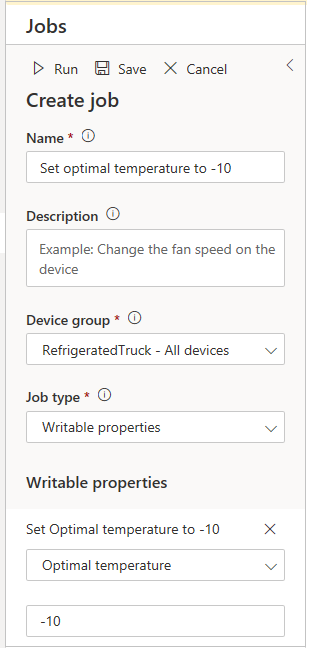 Jobs
Run Save Cancel
Create job
Name *
Set optimal temperature to -10
Description
Example: Change the fan speed on the
device
Device group *
RefrigeratedTruck - All devices
Job type *
Writable properties
Writable properties
Set Optimal temperature to -10
Optimal temperature
-10